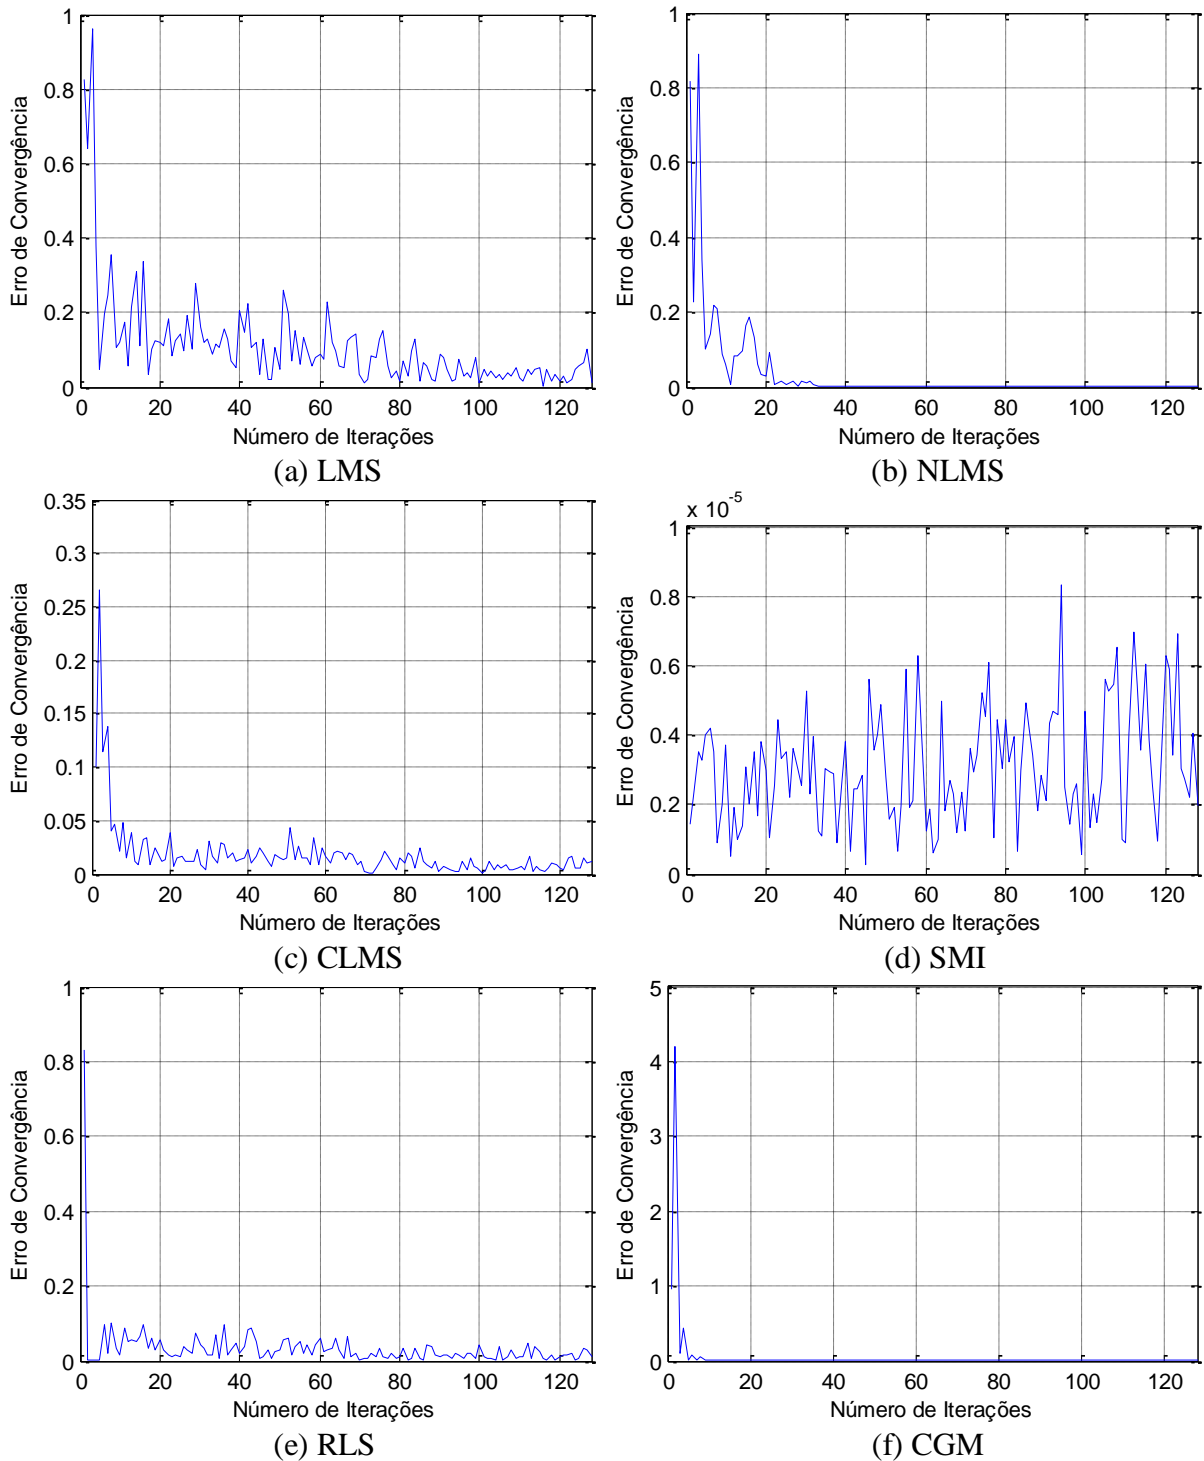 1
0.8
0.6
0.4
0.2
0
Erro de Convergência
0 20 40 60 80 100 120
Número de Iterações
(a) LMS
1
0.8
0.6
0.4
0.2
0
Erro de Convergência
0 20 40 60 80 100 120
Número de Iterações
(b) NLMS
0.35
0.3
0.25
0.2
0.15
0.1
0.05
0
Erro de Convergência
0 20 40 60 80 100 120
Número de Iterações
(c) CLMS
x 10^-5
1
0.8
0.6
0.4
0.2
0
Erro de Convergência
0 20 40 60 80 100 120
Número de Iterações
(d) SMI
1
0.8
0.6
0.4
0.2
0
Erro de Convergência
0 20 40 60 80 100 120
Número de Iterações
(e) RLS
5
4
3
2
1
0
Erro de Convergência
0 20 40 60 80 100 120
Número de Iterações
(f) CGM